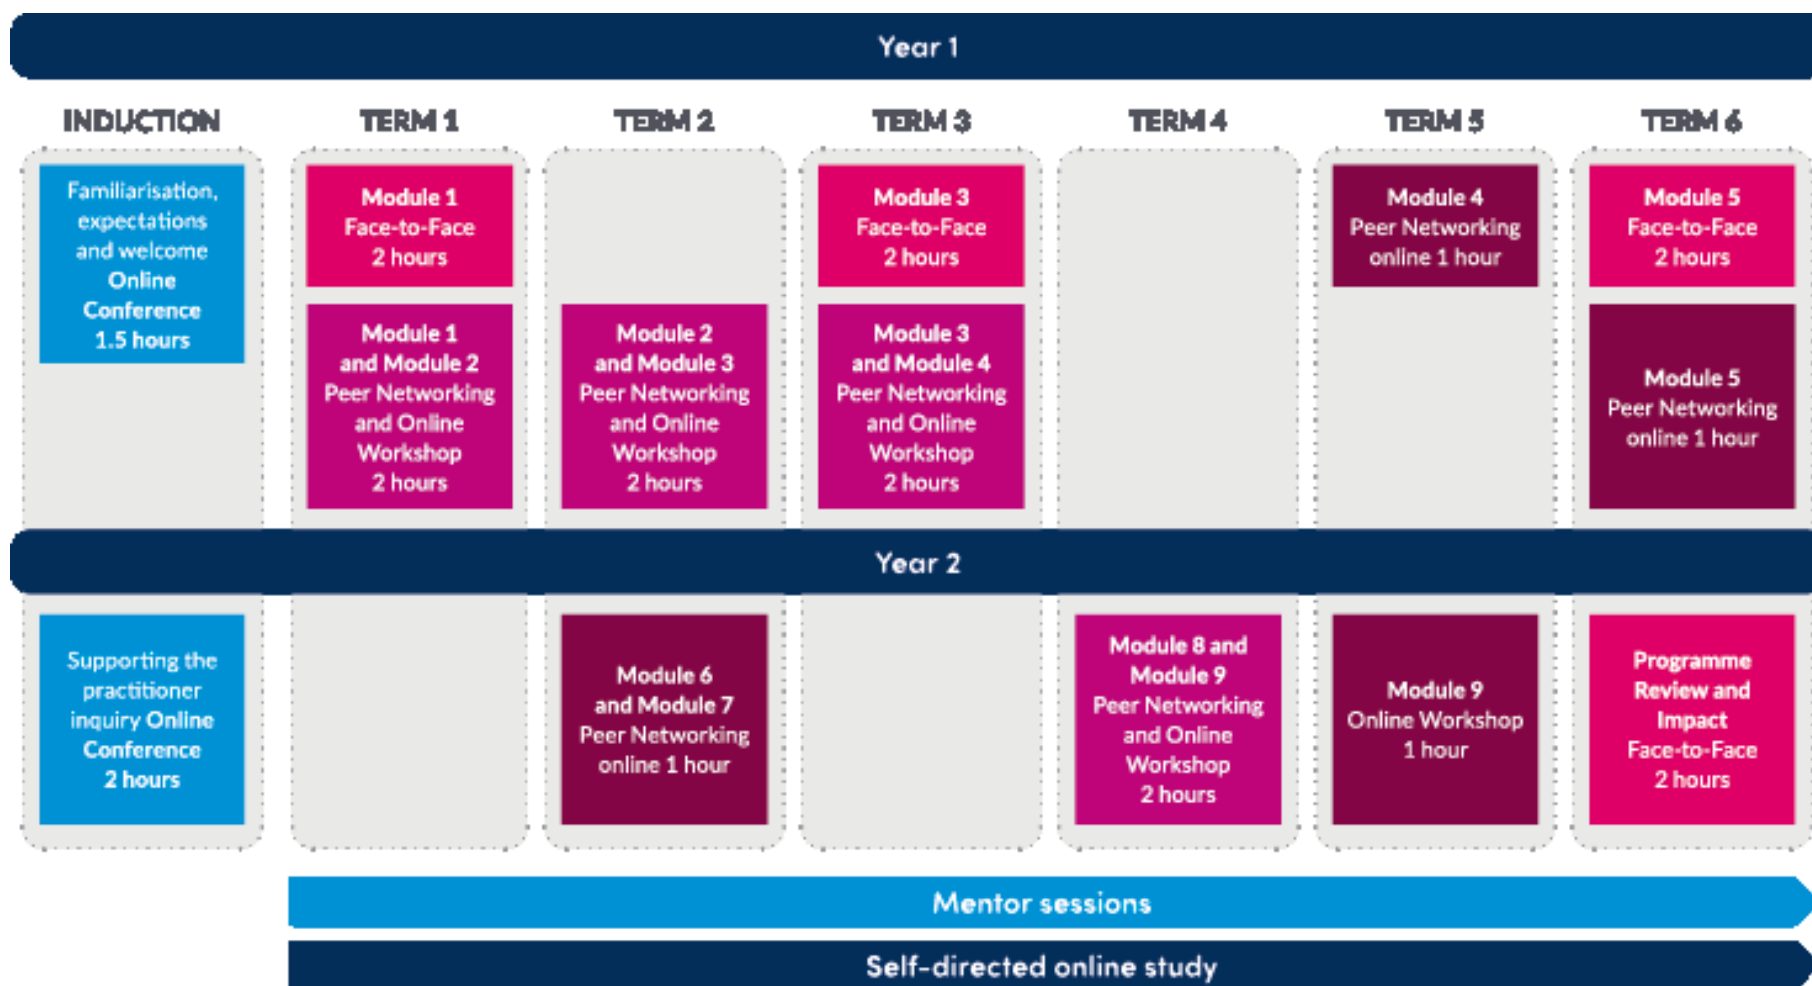 Year 1
INDUCTION
TERM 1
TERM 2
TERM 3
TERM 4
TERM 5
TERM 6
Familiarisation,
expectations
and welcome
Online
Conference
1.5 hours
Module 1
Face-to-Face
2 hours
Module 1
and Module 2
Peer Networking
and Online
Workshop
2 hours
Module 2
and Module 3
Peer Networking
and Online
Workshop
2 hours
Module 3
Face-to-Face
2 hours
Module 3
and Module 4
Peer Networking
and Online
Workshop
2 hours
Module 4
Peer Networking
online 1 hour
Module 5
Face-to-Face
2 hours
Module 5
Peer Networking
online 1 hour
Year 2
Supporting the
practitioner
inquiry Online
Conference
2 hours
Module 6
and Module 7
Peer Networking
online 1 hour
Module 8 and
Module 9
Peer Networking
and Online
Workshop
2 hours
Module 9
Online Workshop
1 hour
Programme
Review and
Impact
Face-to-Face
2 hours
Mentor sessions
Self-directed online study